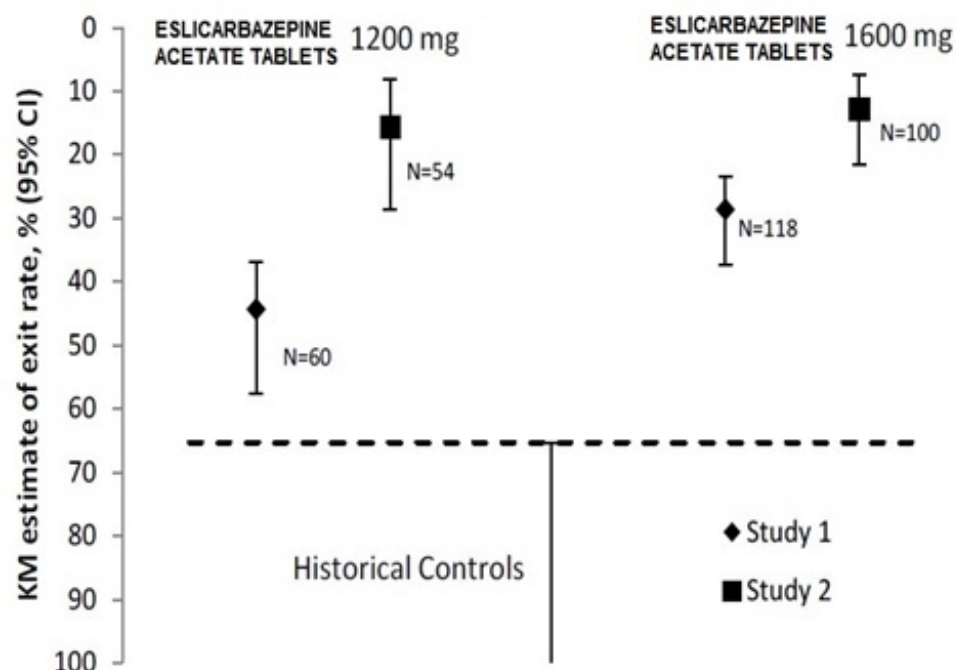 ESLICARBAZEPINE
ACETATE TABLETS 1200 mg
ESLICARBAZEPINE
ACETATE TABLETS 1600 mg
KM estimate of exit rate, % (95% CI)
0
10
20
30
40
50
60
70
80
90
100
N=54
N=100
N=118
N=60
Historical Controls
Study 1
Study 2